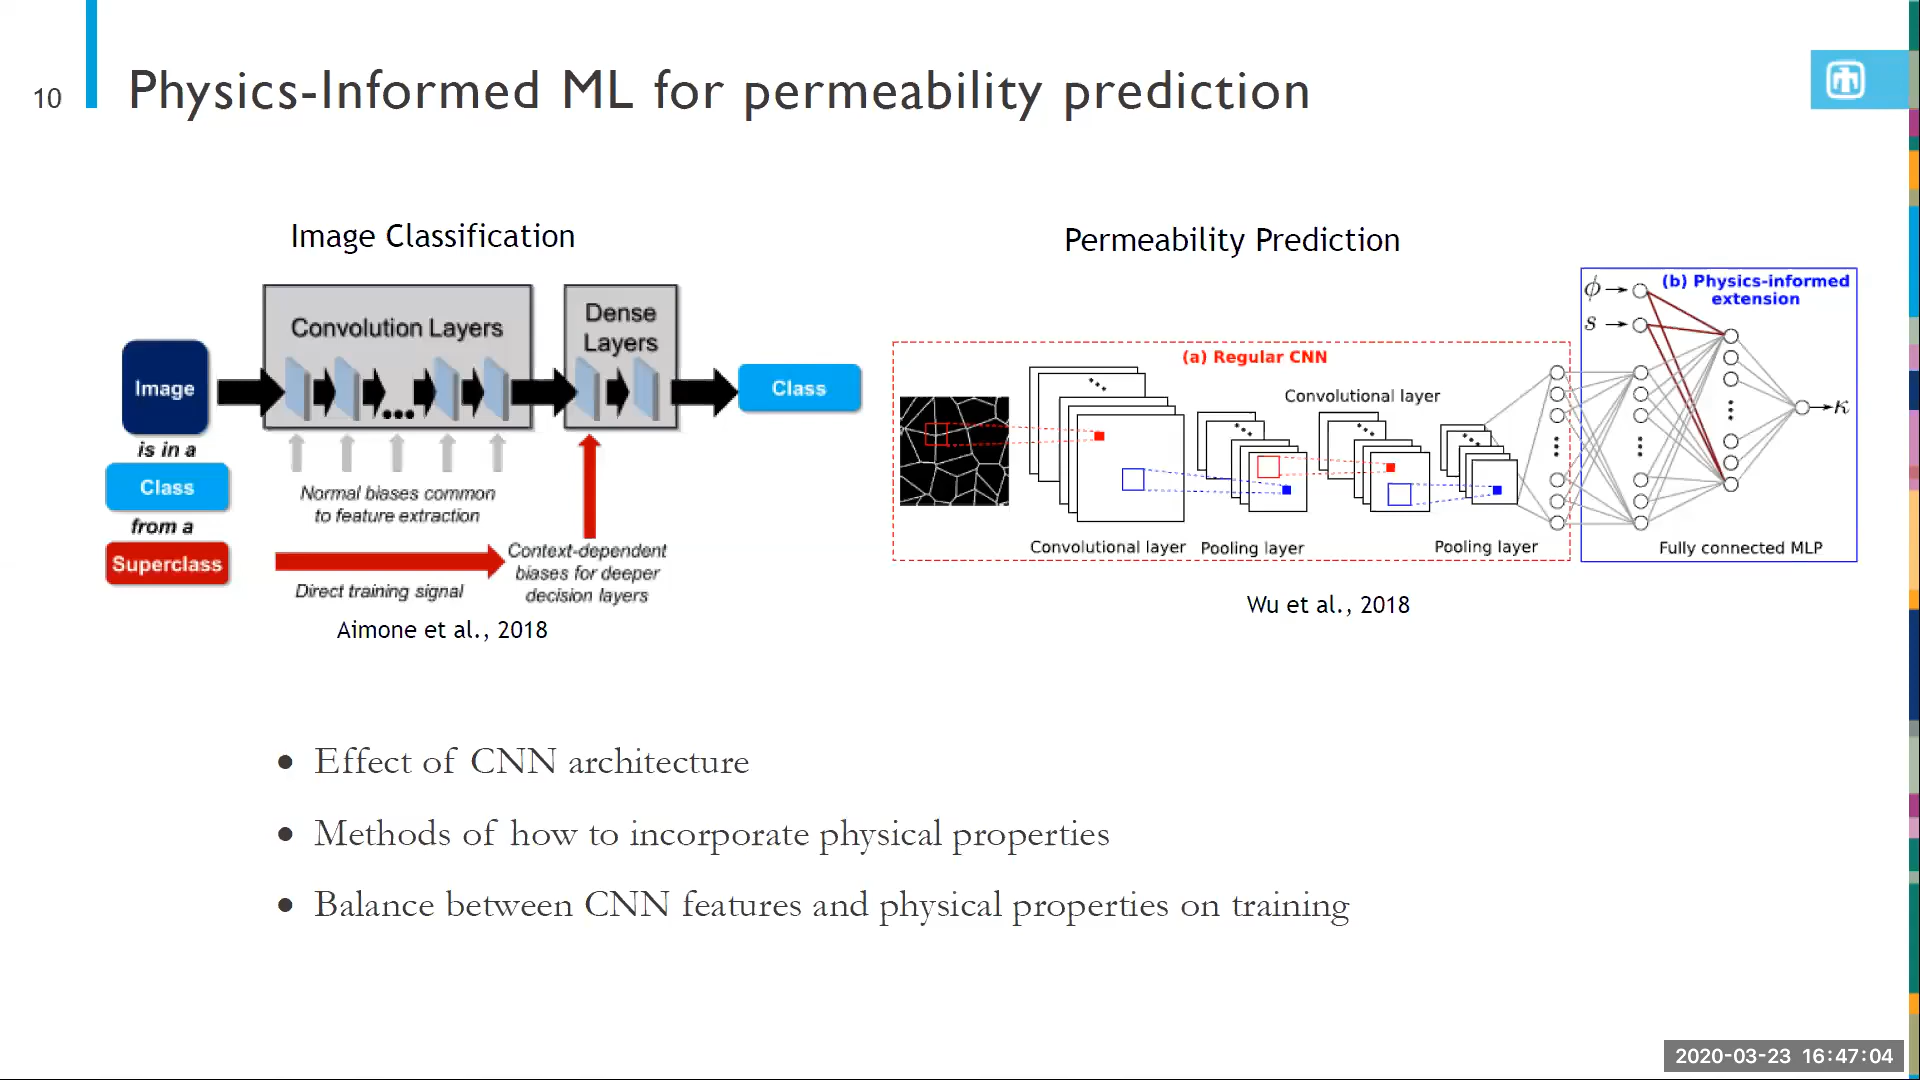 10
Physics-Informed ML for permeability prediction
Image Classification
Convolution Layers
Dense
Layers
Image
is in a
Class
from a
Superclass
...
Class
Normal biases common
to feature extraction
Direct training signal
Context-dependent
biases for deeper
decision layers
Aimone et al., 2018
Permeability Prediction
(a) Regular CNN
Convolutional layer
Convolutional layer
Pooling layer
Pooling layer
(b) Physics-informed
extension
ϕ
s
κ
Fully connected MLP
Wu et al., 2018
• Effect of CNN architecture
• Methods of how to incorporate physical properties
• Balance between CNN features and physical properties on training
2020-03-23 16:47:04